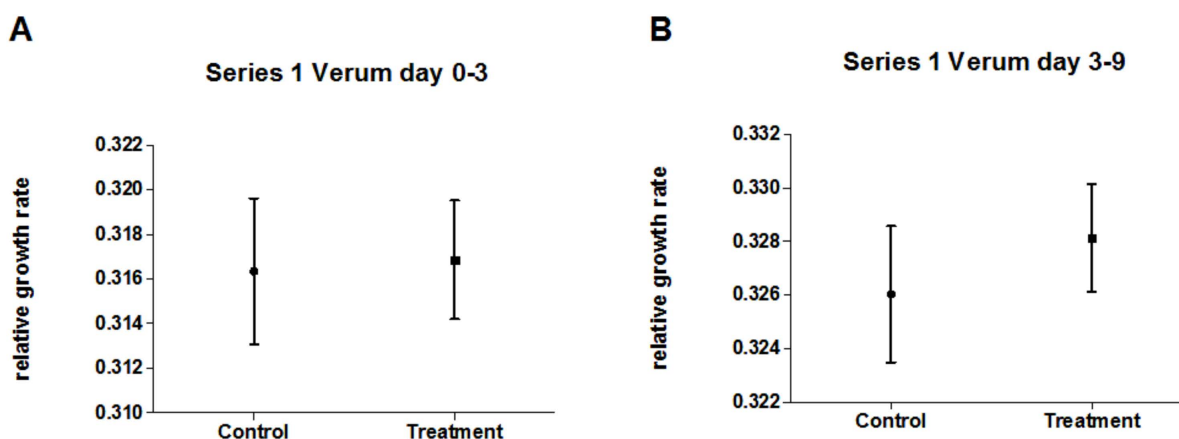 A
Series 1 Verum day 0-3
relative growth rate
0.322
0.320
0.318
0.316
0.314
0.312
0.310
Control
Treatment
B
Series 1 Verum day 3-9
relative growth rate
0.332
0.330
0.328
0.326
0.324
0.322
Control
Treatment